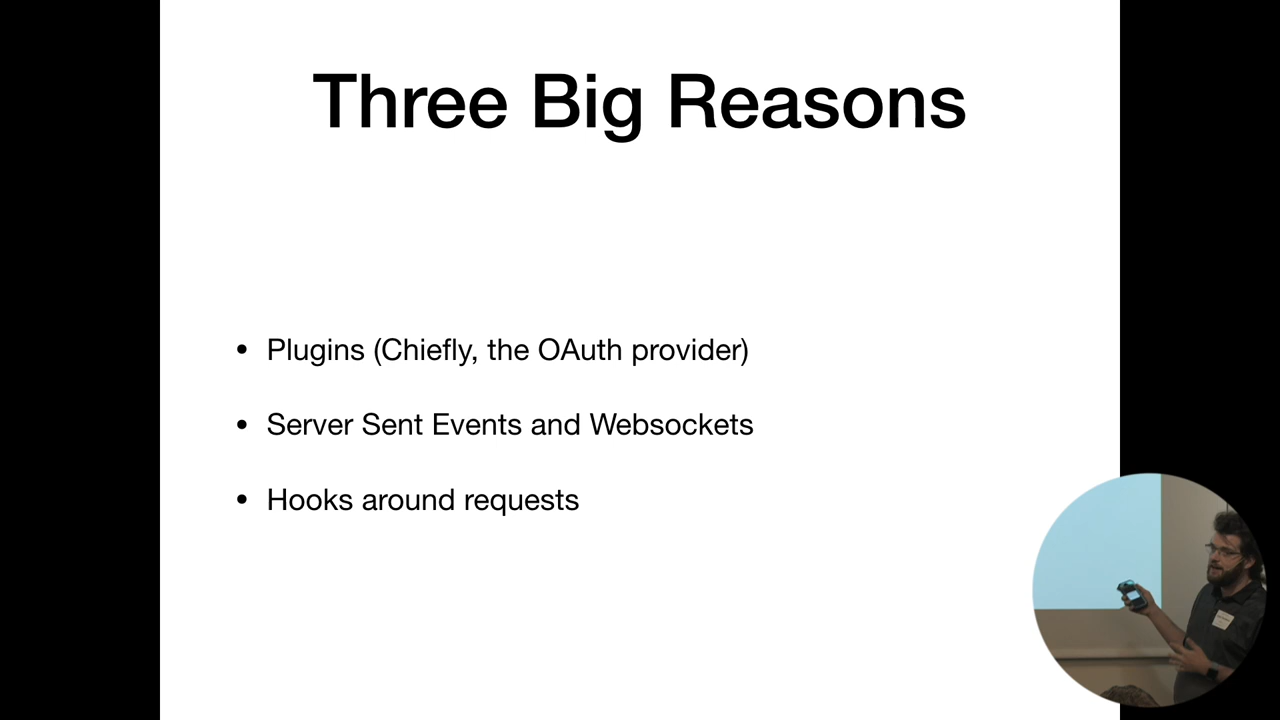 Three Big Reasons
• Plugins (Chiefly, the OAuth provider)
• Server Sent Events and Websockets
• Hooks around requests